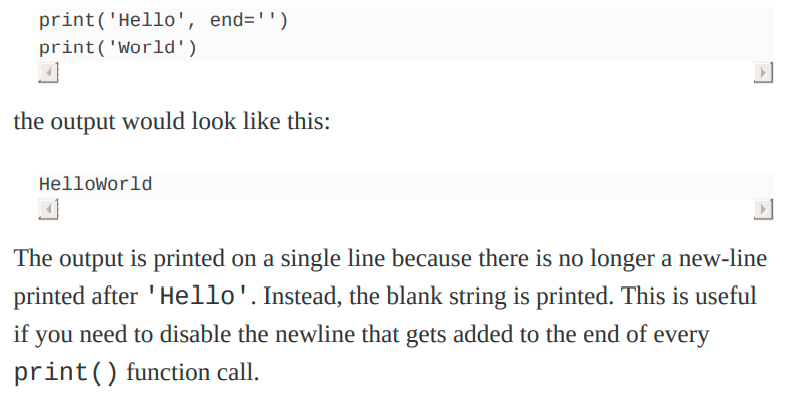 print('Hello', end='')
print('World')
the output would look like this:
HelloWorld
The output is printed on a single line because there is no longer a new-line
printed after 'Hello'. Instead, the blank string is printed. This is useful
if you need to disable the newline that gets added to the end of every
print() function call.